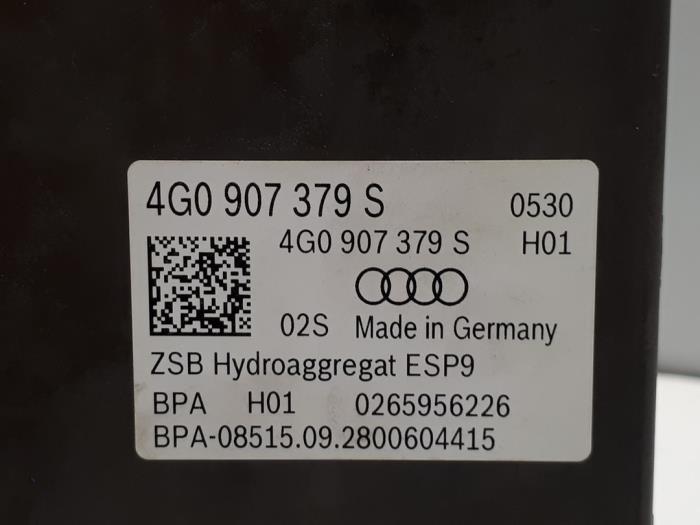 4G0 907 379 S 0530
4G0 907 379 S H01
02S Made in Germany
ZSB Hydroaggregat ESP9
BPA H01 0265956226
BPA-08515.09.2800604415